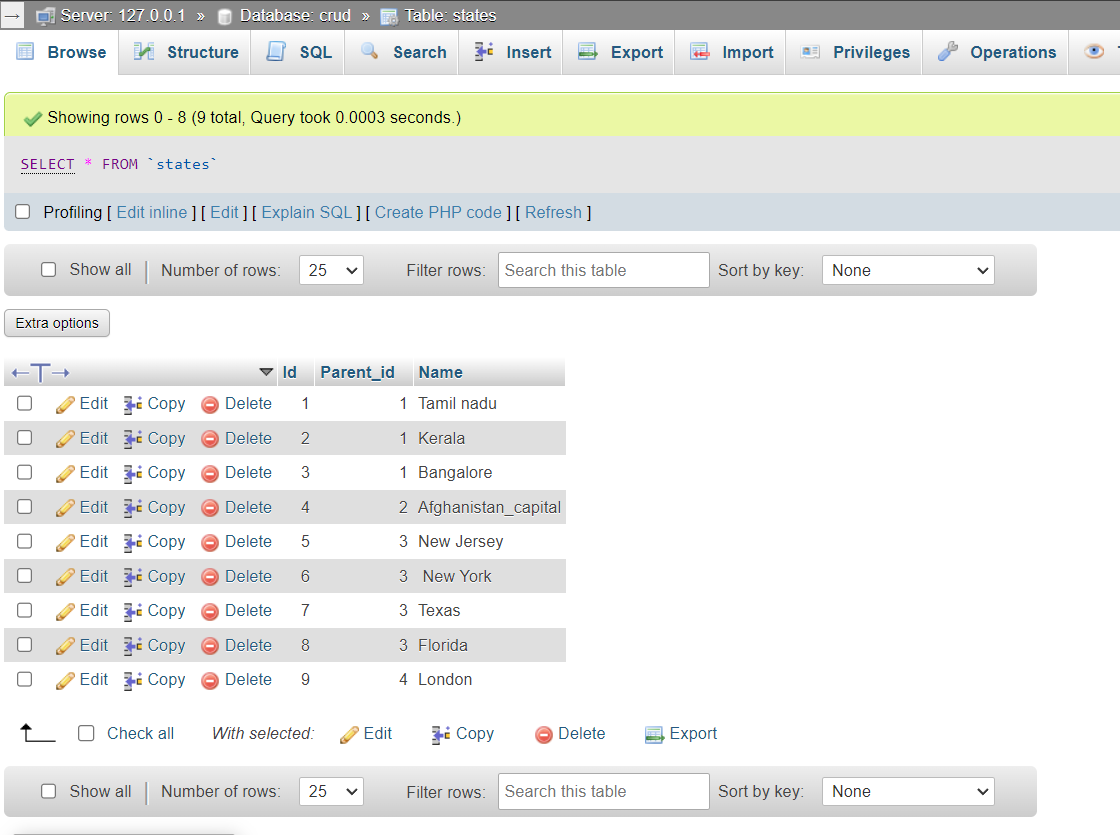 Server: 127.0.0.1 » Database: crud » Table: states
Browse Structure SQL Search Insert Export Import Privileges Operations
Showing rows 0 - 8 (9 total, Query took 0.0003 seconds.)
SELECT * FROM `states`
Profiling [ Edit inline ] [ Edit ] [ Explain SQL ] [ Create PHP code ] [ Refresh ]
Show all | Number of rows: 25 Filter rows: Search this table Sort by key: None
Extra options
←T→ Id Parent_id Name
Edit Copy Delete 1 1 Tamil nadu
Edit Copy Delete 2 1 Kerala
Edit Copy Delete 3 1 Bangalore
Edit Copy Delete 4 2 Afghanistan_capital
Edit Copy Delete 5 3 New Jersey
Edit Copy Delete 6 3 New York
Edit Copy Delete 7 3 Texas
Edit Copy Delete 8 3 Florida
Edit Copy Delete 9 4 London
Check all With selected: Edit Copy Delete Export
Show all | Number of rows: 25 Filter rows: Search this table Sort by key: None